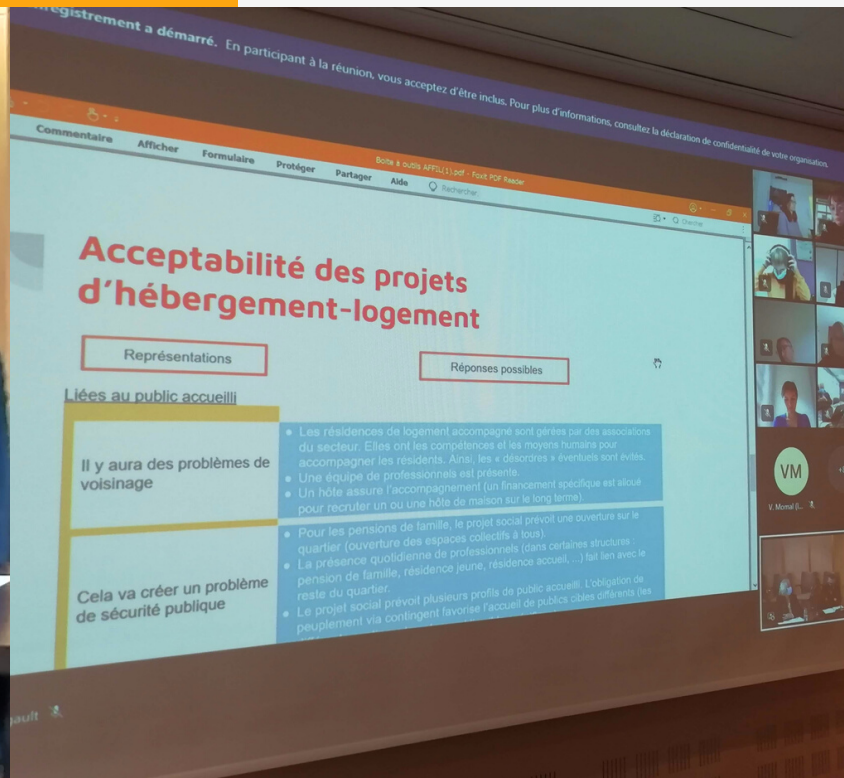 enregistrement a démarré. En participant à la réunion, vous acceptez d'être inclus. Pour plus d'informations, consultez la déclaration de confidentialité de votre organisation.
Boite à outils AFFIL(1).pdf - Foxit PDF Reader
Commentaire Afficher Formulaire Protéger Partager Aide Rechercher... Chercher
Acceptabilité des projets
d'hébergement-logement
Représentations
Réponses possibles
Liées au public accueilli
Il y aura des problèmes de
voisinage
• Les résidences de logement accompagné sont gérées par des associations
du secteur. Elles ont les compétences et les moyens humains pour
accompagner les résidents. Ainsi, les « désordres » éventuels sont évités.
• Une équipe de professionnels est présente.
• Un hôte assure l'accompagnement (un financement spécifique est alloué
pour recruter un ou une hôte de maison sur le long terme).
Cela va créer un problème
de sécurité publique
• Pour les pensions de famille, le projet social prévoit une ouverture sur le
quartier (ouverture des espaces collectifs à tous).
• La présence quotidienne de professionnels (dans certaines structures :
pension de famille, résidence jeune, résidence accueil, ...) fait lien avec le
reste du quartier.
• Le projet social prévoit plusieurs profils de public accueilli. L'obligation de
peuplement via contingent favorise l'accueil de publics cibles différents (les
VM
V. Momal (I...
gault